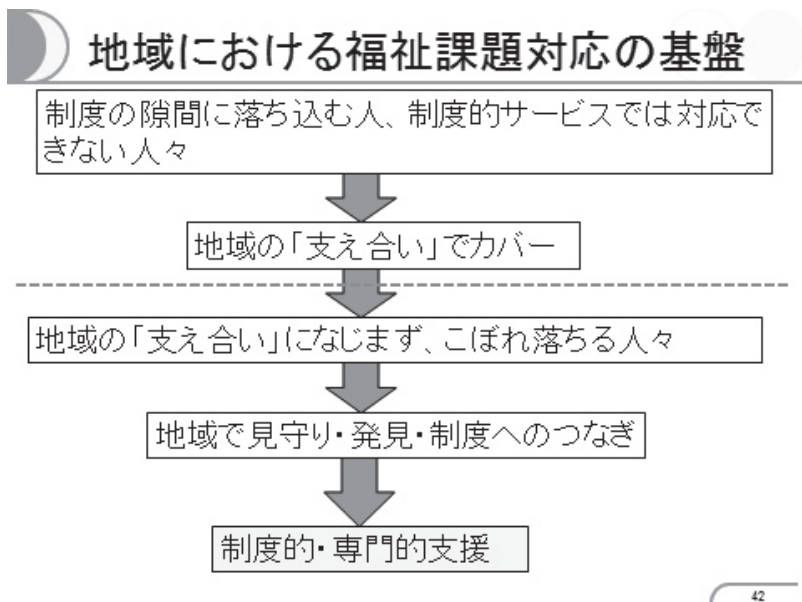 地域における福祉課題対応の基盤
制度の隙間に落ち込む人、制度的サービスでは対応で
きない人々
地域の「支え合い」でカバー
地域の「支え合い」になじまず、こぼれ落ちる人々
地域で見守り・発見・制度へのつなぎ
制度的・専門的支援
42